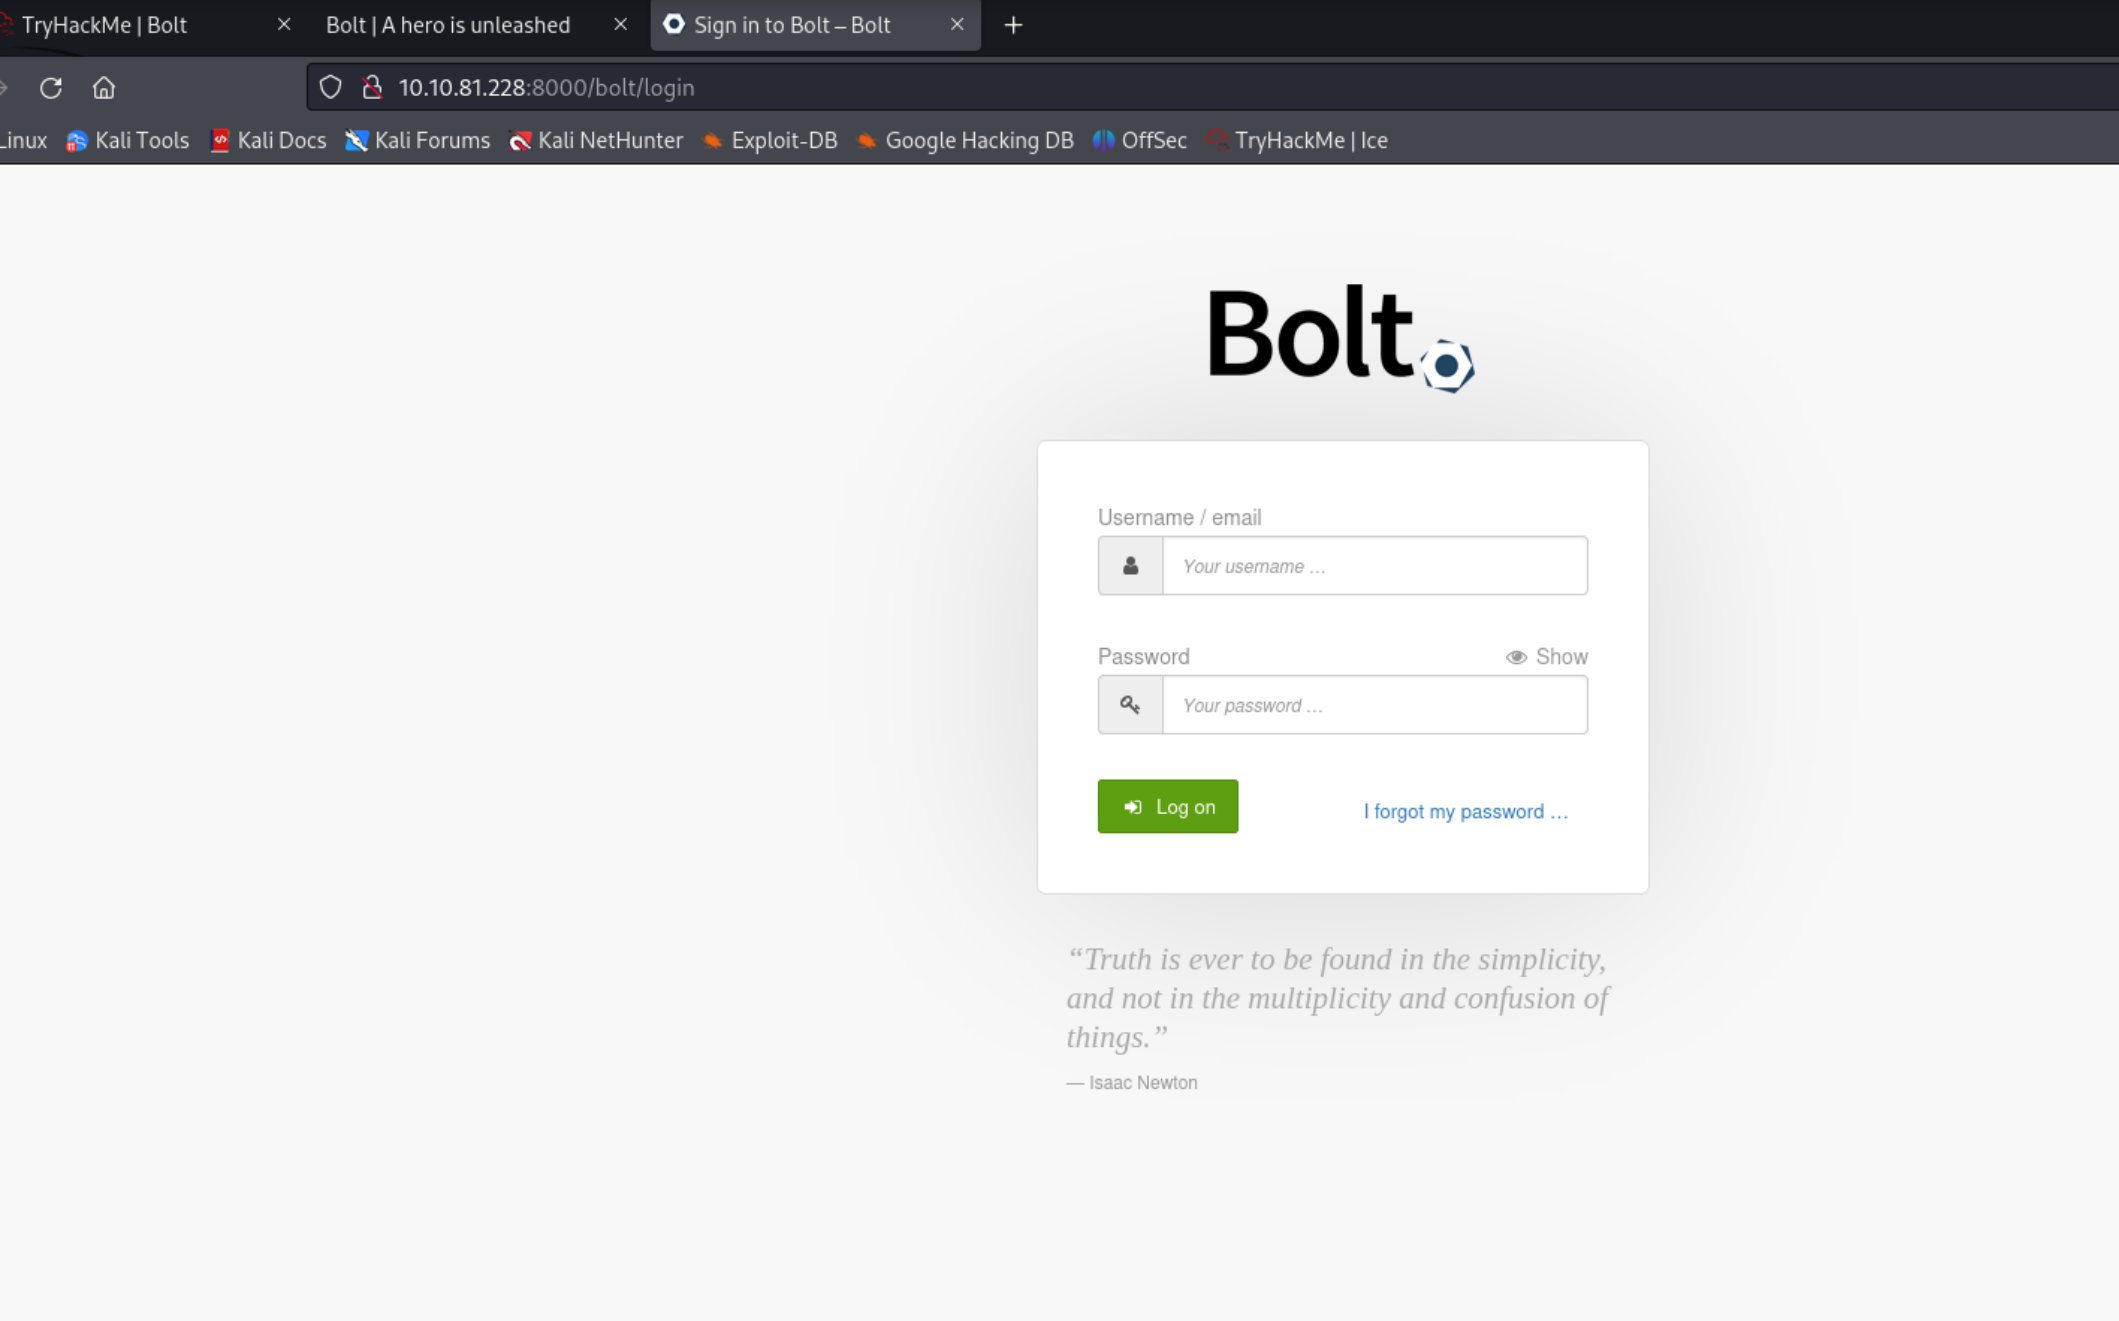 TryHackMe | Bolt
Bolt | A hero is unleashed
Sign in to Bolt – Bolt
10.10.81.228:8000/bolt/login
Linux
Kali Tools
Kali Docs
Kali Forums
Kali NetHunter
Exploit-DB
Google Hacking DB
OffSec
TryHackMe | Ice
Bolt
Username / email
Your username …
Password
Show
Your password …
Log on
I forgot my password …
“Truth is ever to be found in the simplicity,
and not in the multiplicity and confusion of
things.”
— Isaac Newton